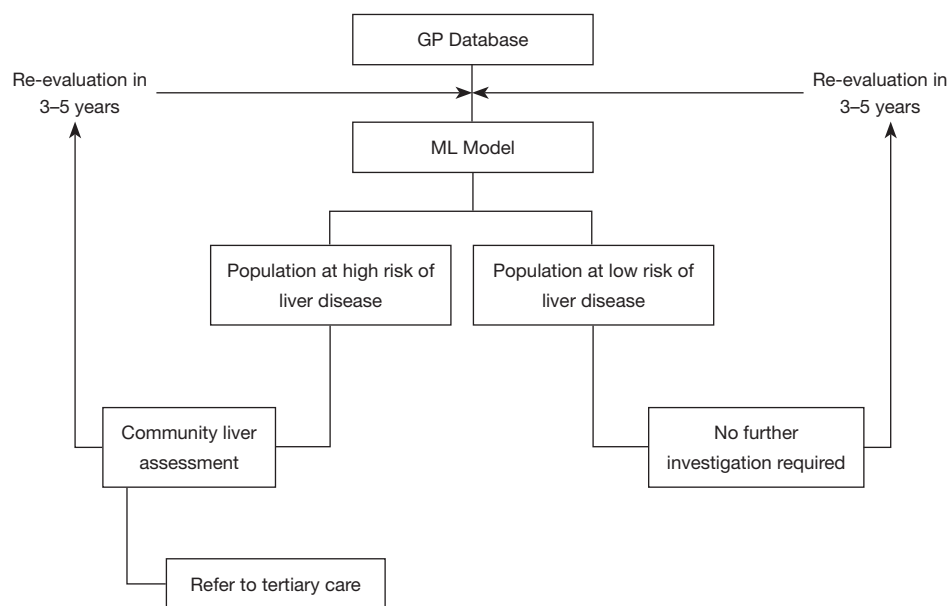 GP Database
Re-evaluation in
3–5 years
Re-evaluation in
3–5 years
ML Model
Population at high risk of
liver disease
Population at low risk of
liver disease
Community liver
assessment
No further
investigation required
Refer to tertiary care